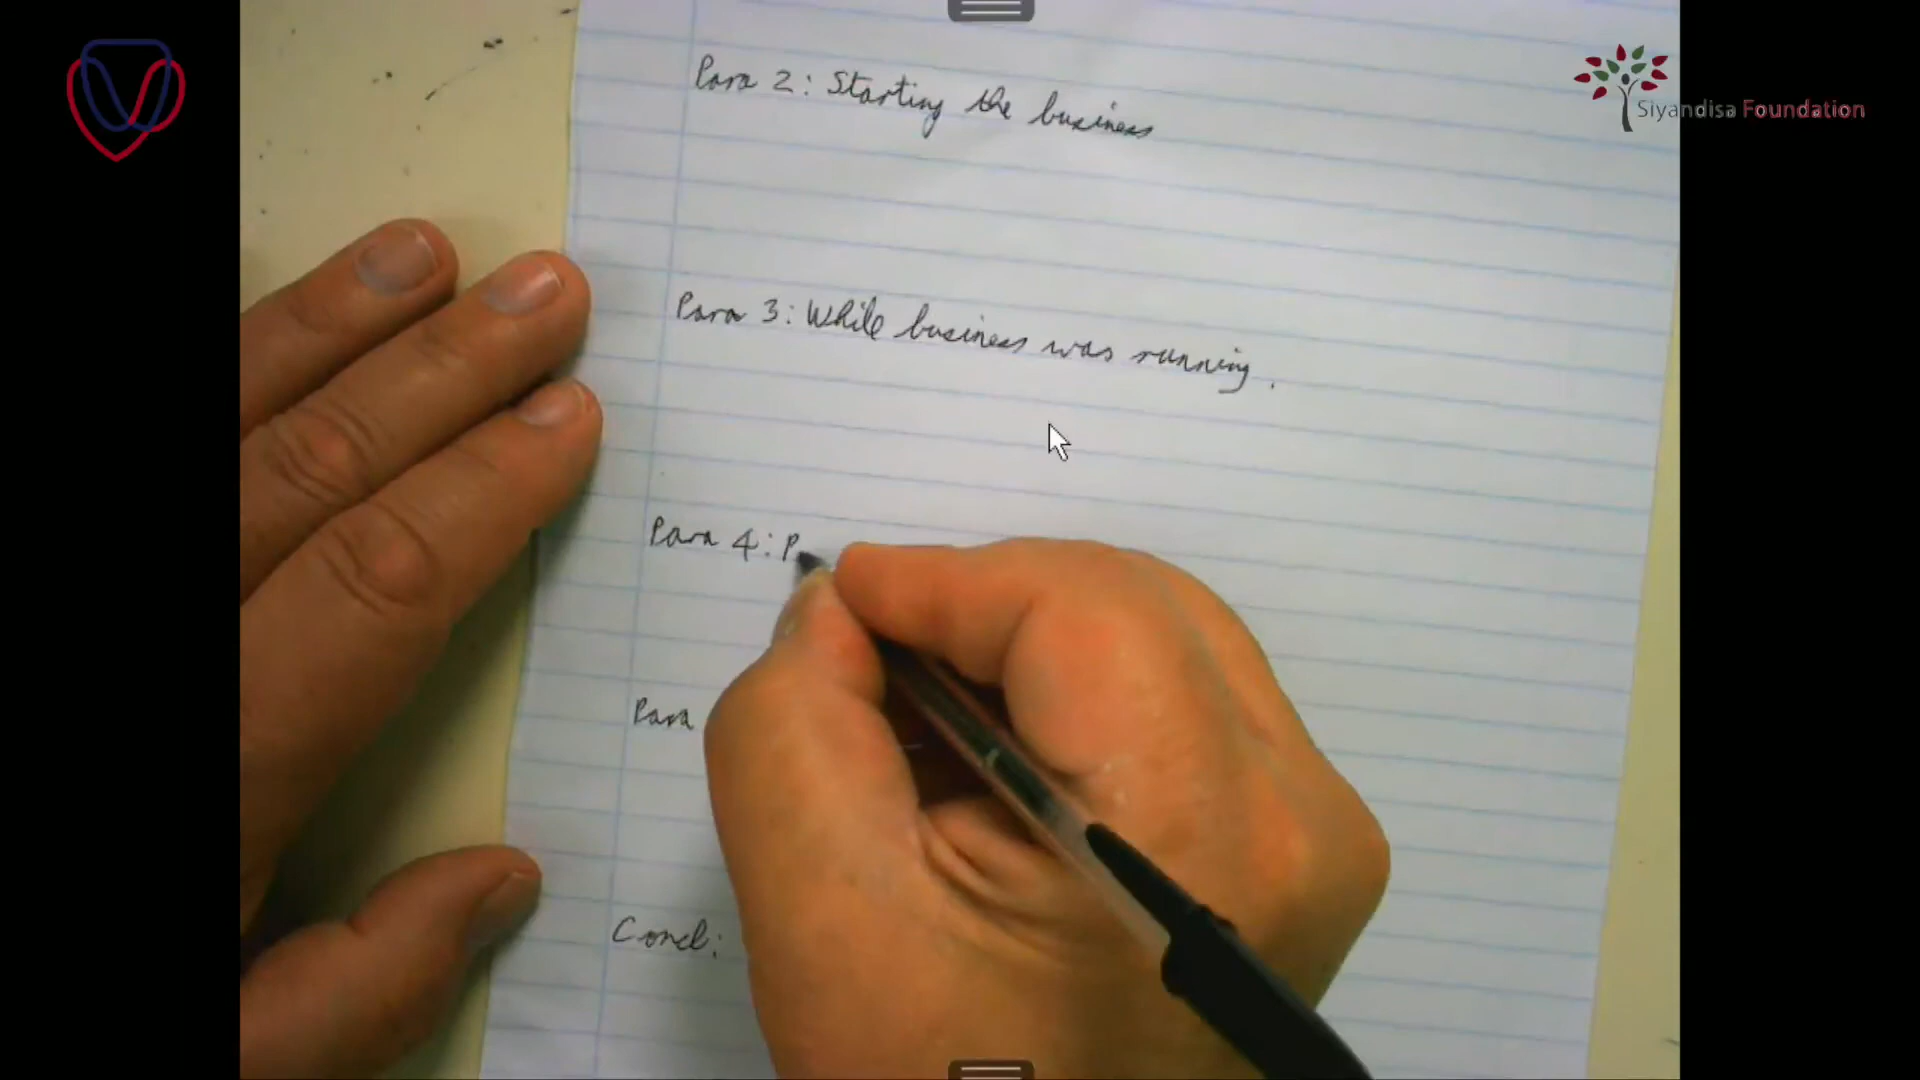 Para 2: Starting the business
Siyandisa Foundation
Para 3: While business was running.
Para 4: P
Para
Concl: